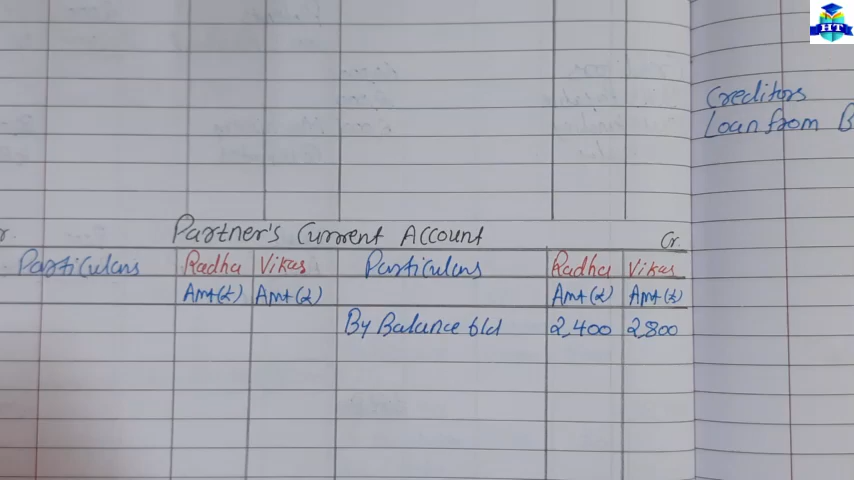 HT
Creditors
Loan from B
r.
Partner's Current Account
Cr.
Particulars Radha Vikas Particulars Radha Vikas
Amt(₹) Amt(₹) Amt(₹) Amt(₹)
By Balance b/d 2,400 2,800